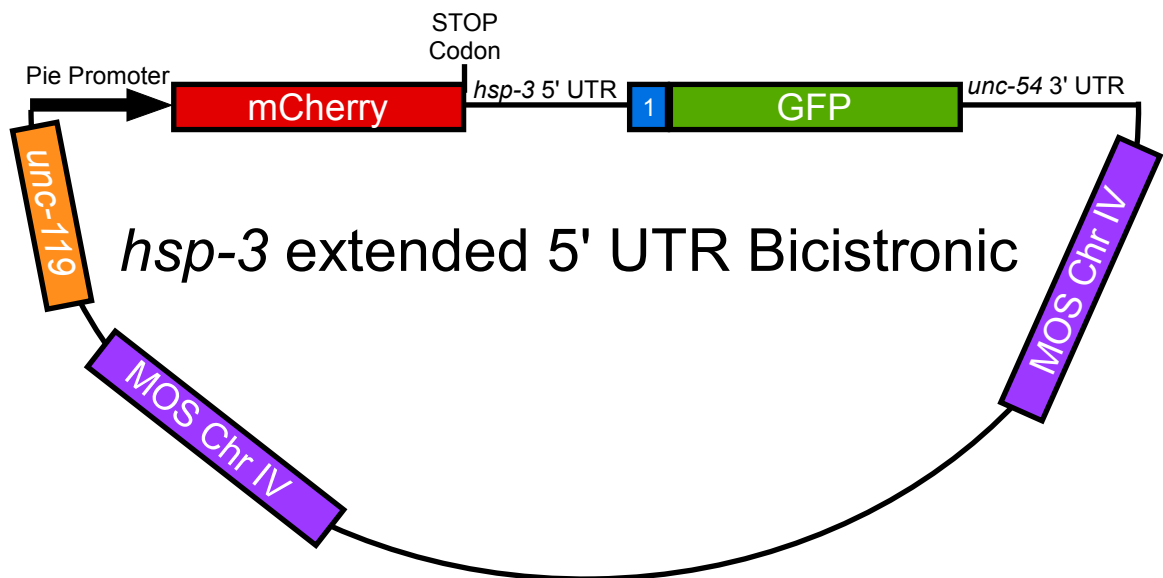 STOP
Codon
Pie Promoter
hsp-3 5' UTR
unc-54 3' UTR
mCherry
1
GFP
unc-119
hsp-3 extended 5' UTR Bicistronic
MOS Chr IV
MOS Chr IV